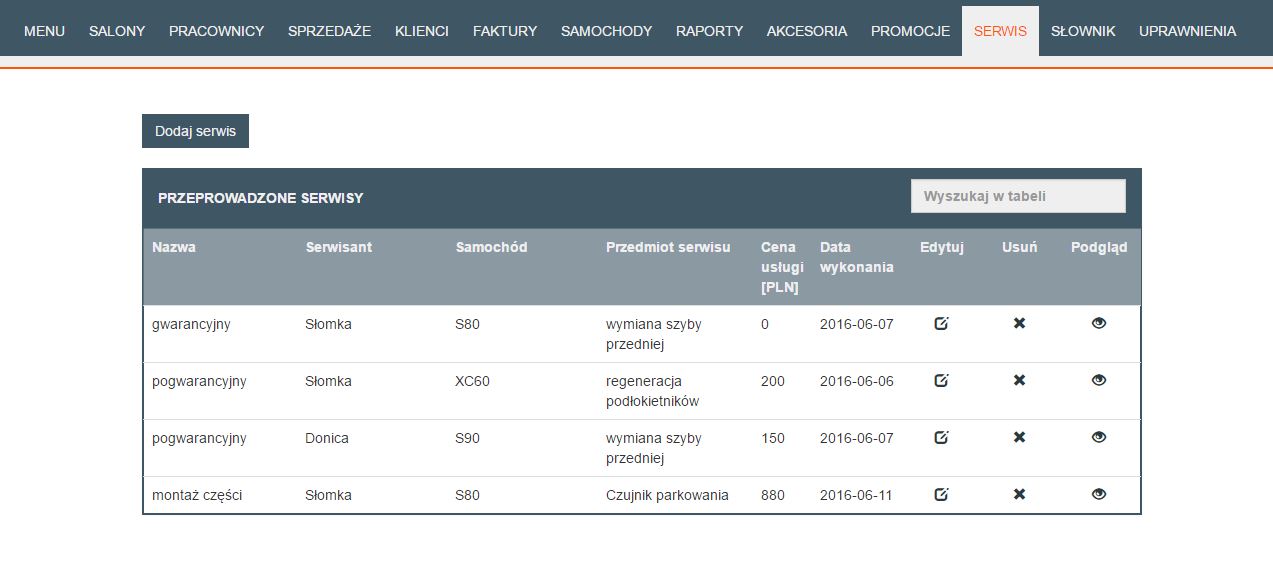 MENU SALONY PRACOWNICY SPRZEDAŻE KLIENCI FAKTURY SAMOCHODY RAPORTY AKCESORIA PROMOCJE SERWIS SŁOWNIK UPRAWNIENIA
Dodaj serwis
PRZEPROWADZONE SERWISY Wyszukaj w tabeli
Nazwa Serwisant Samochód Przedmiot serwisu Cena Data Edytuj Usuń Podgląd
usługi wykonania
[PLN]
gwarancyjny Słomka S80 wymiana szyby 0 2016-06-07
przedniej
pogwarancyjny Słomka XC60 regeneracja 200 2016-06-06
podłokietników
pogwarancyjny Donica S90 wymiana szyby 150 2016-06-07
przedniej
montaż części Słomka S80 Czujnik parkowania 880 2016-06-11